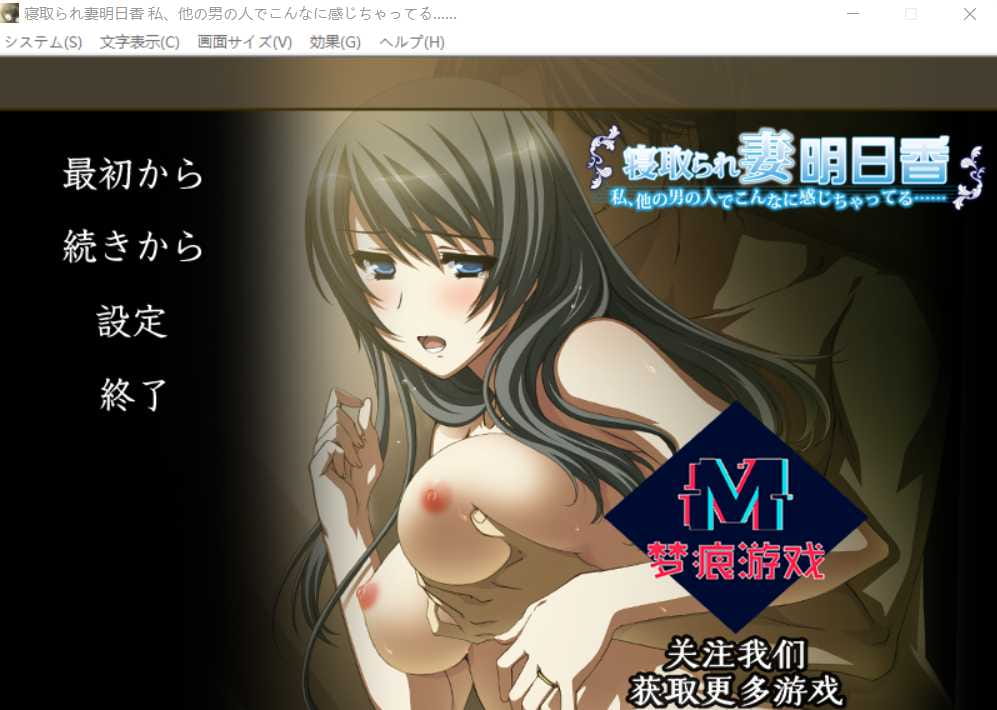 寝取られ妻明日香 私、他の男の人でこんなに感じちゃってる……
システム(S) 文字表示(C) 画面サイズ(V) 効果(G) ヘルプ(H)
寝取られ妻明日香
私、他の男の人でこんなに感じちゃってる……
最初から
続きから
設定
終了
M
梦痕游戏
关注我们
获取更多游戏